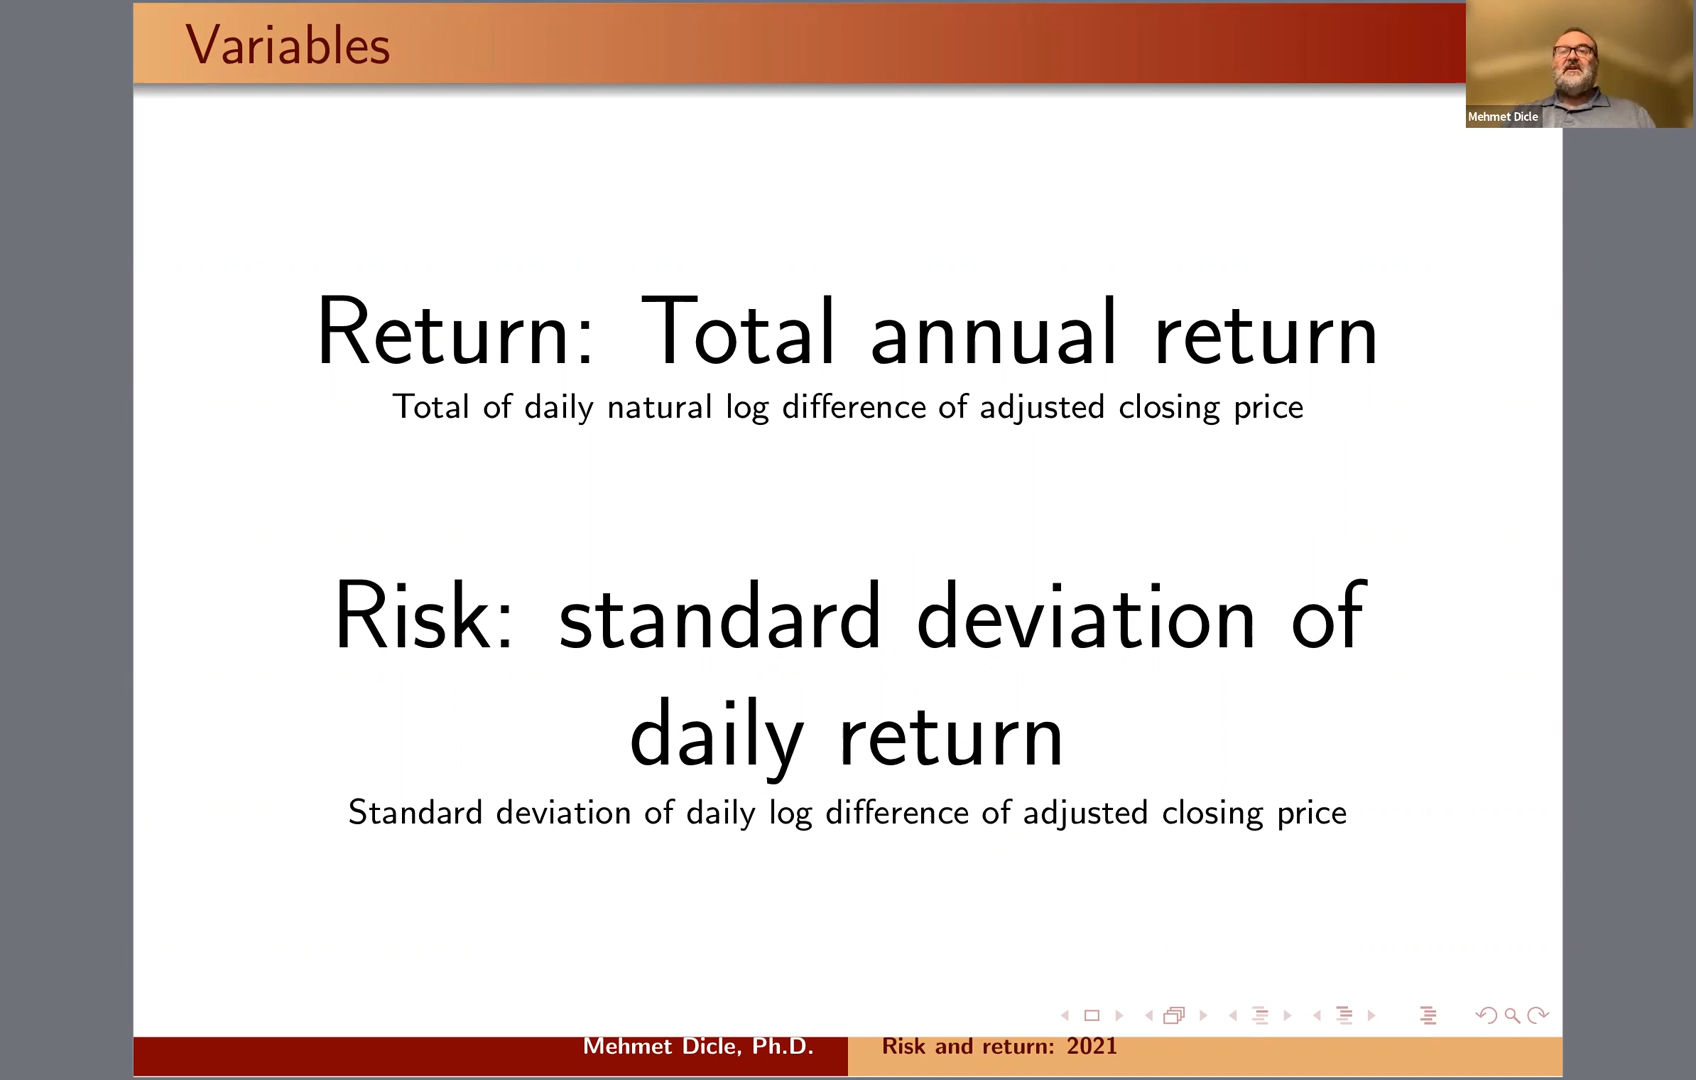 Variables
Mehmet Dicle
Return: Total annual return
Total of daily natural log difference of adjusted closing price
Risk: standard deviation of
daily return
Standard deviation of daily log difference of adjusted closing price
Mehmet Dicle, Ph.D.
Risk and return: 2021